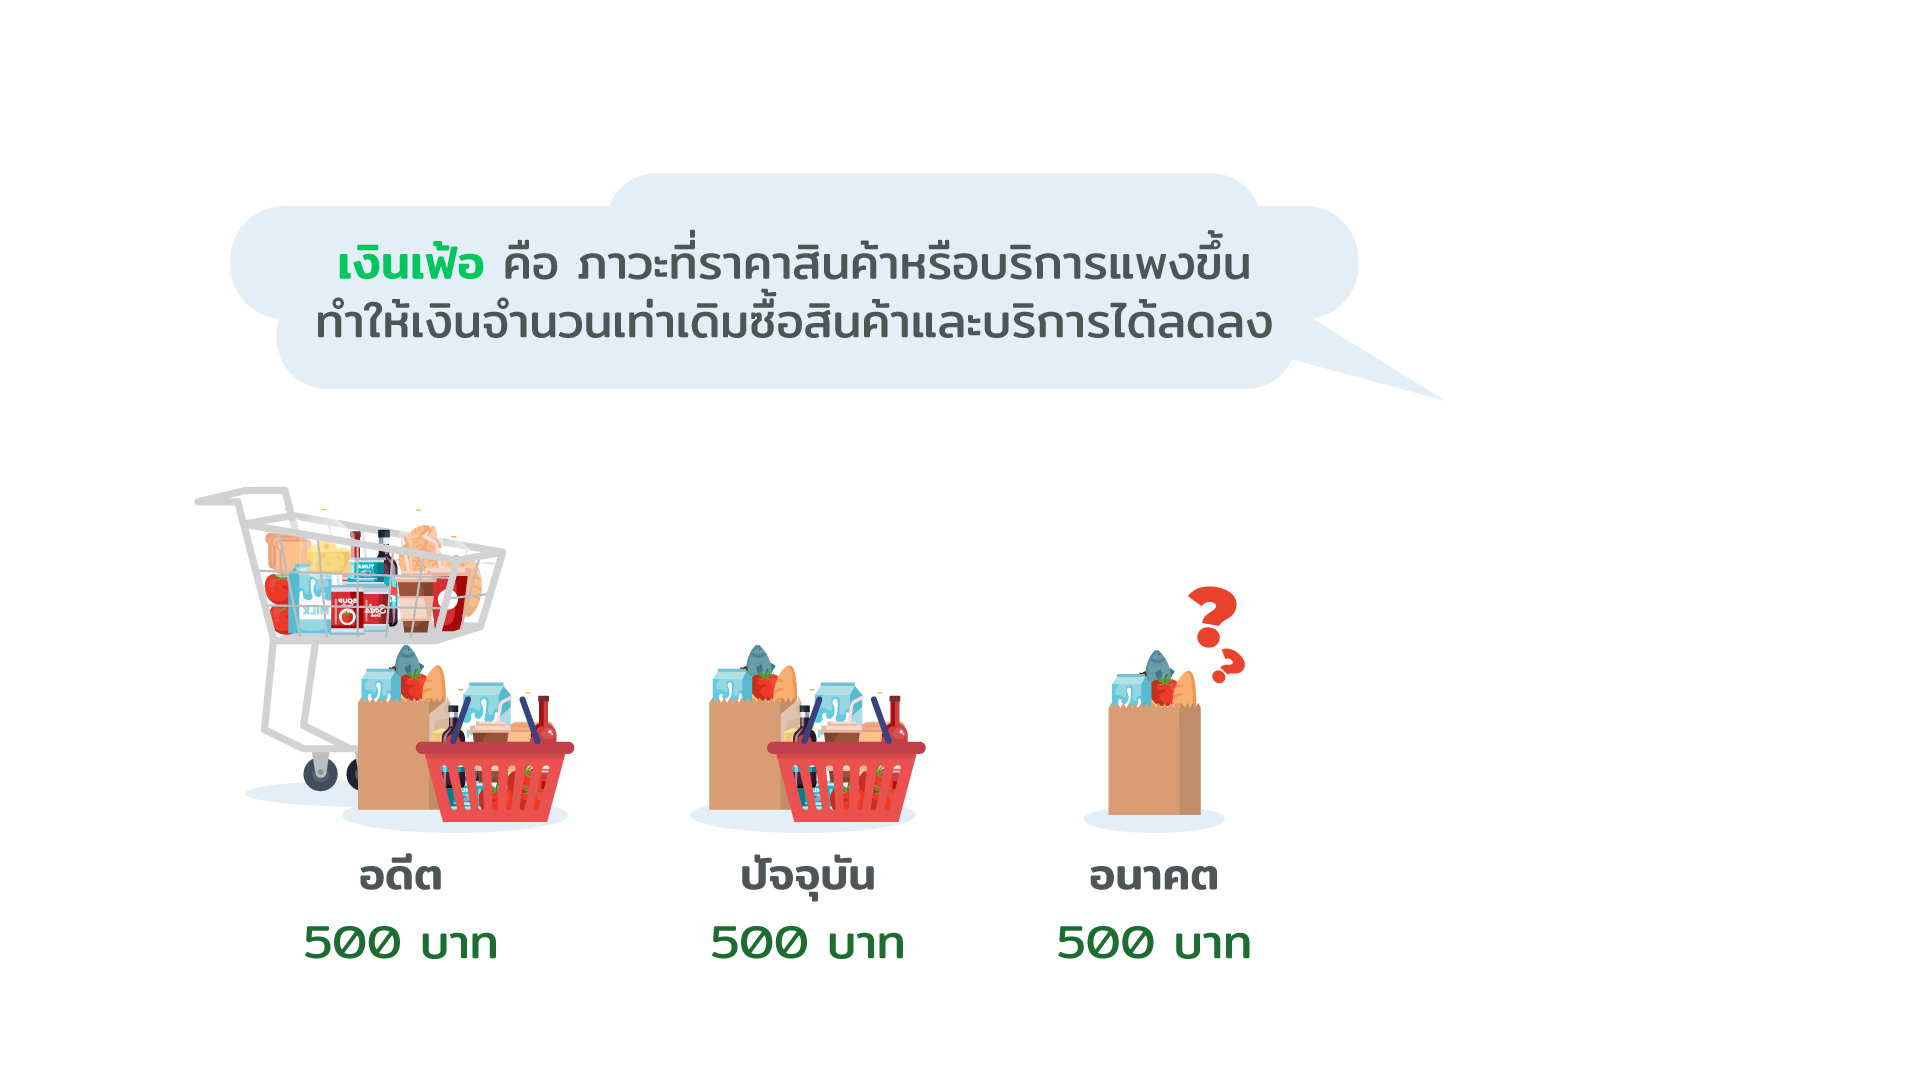 เงินเฟ้อ คือ ภาวะที่ราคาสินค้าหรือบริการแพงขึ้น
ทำให้เงินจำนวนเท่าเดิมซื้อสินค้าและบริการได้ลดลง
TUNA
MILK
SOUP
อดีต
ปัจจุบัน
อนาคต
500 บาท
500 บาท
500 บาท